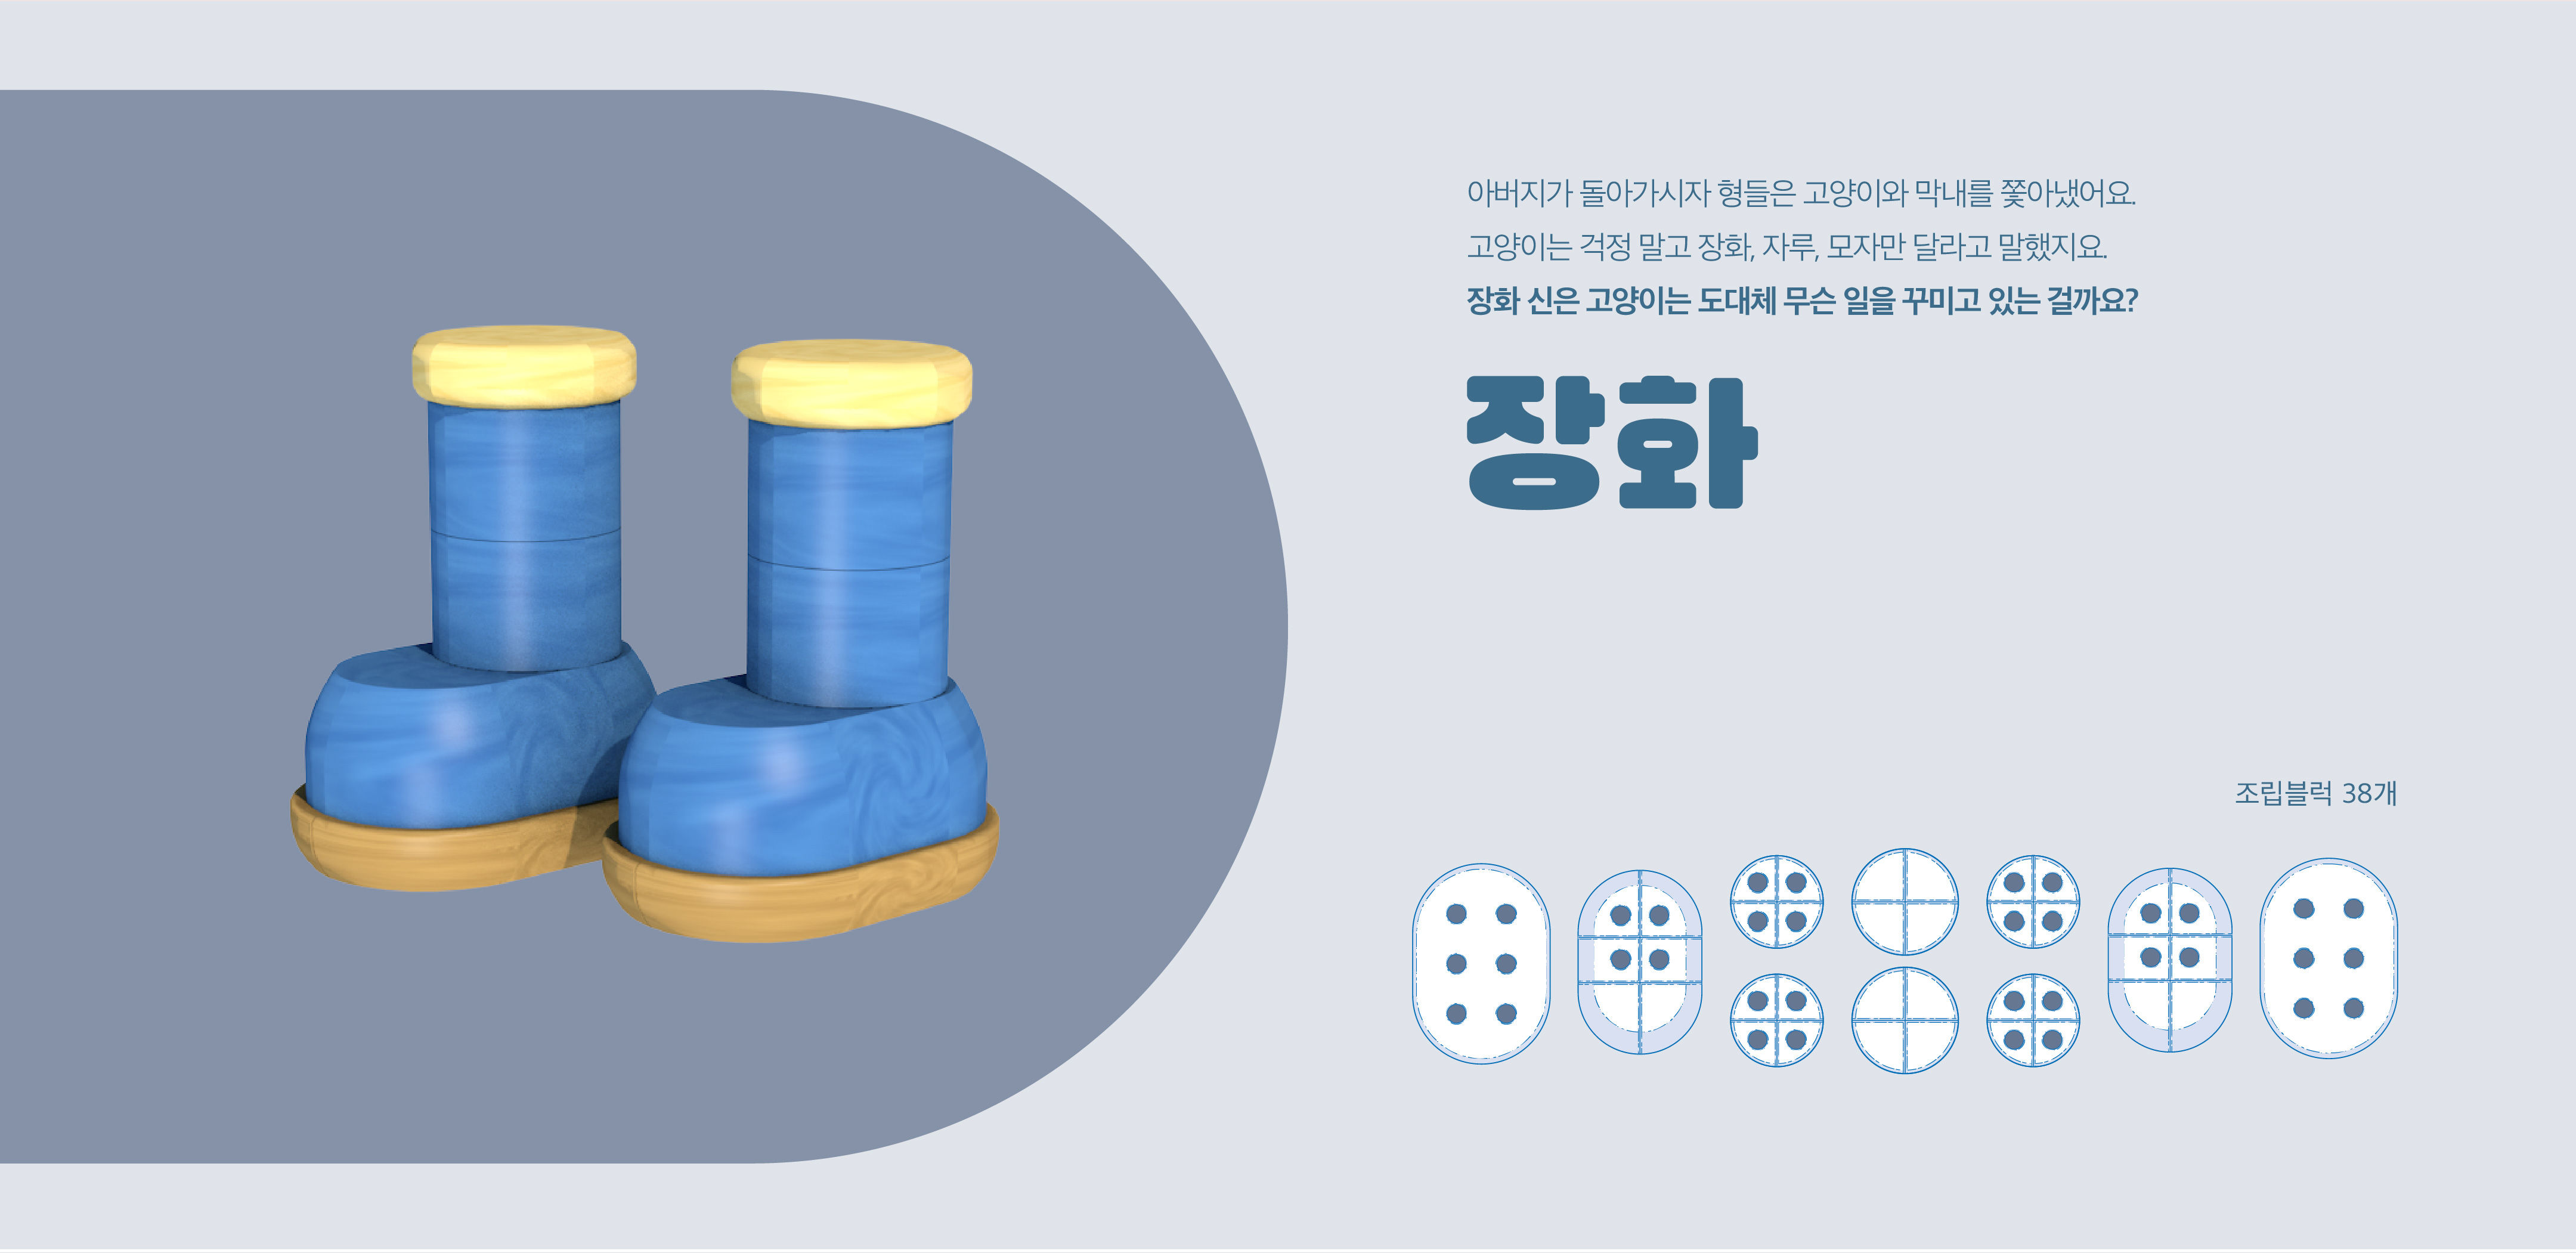 아버지가 돌아가시자 형들은 고양이와 막내를 쫓아냈어요.
고양이는 걱정 말고 장화, 자루, 모자만 달라고 말했지요.
장화 신은 고양이는 도대체 무슨 일을 꾸미고 있는 걸까요?
장화
조립블럭 38개